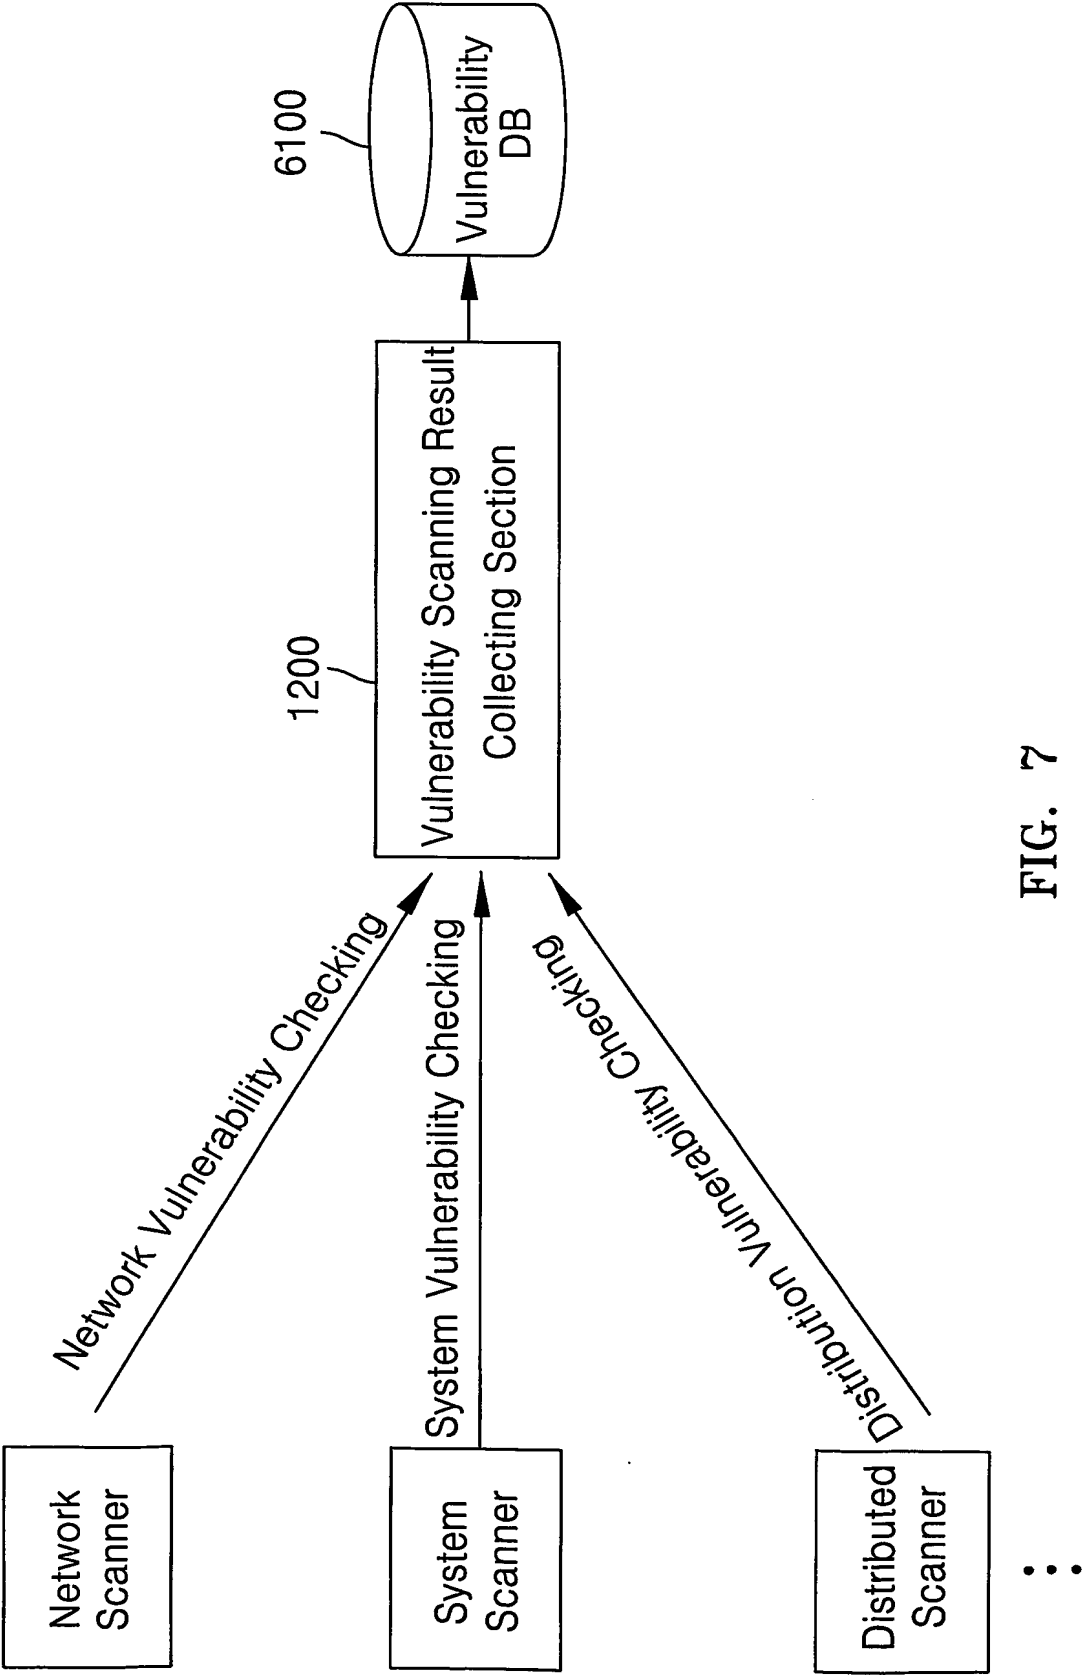 Network
Scanner
System
Scanner
Distributed
Scanner
Network Vulnerability Checking
System Vulnerability Checking
Distribution Vulnerability Checking
1200
Vulnerability Scanning Result
Collecting Section
6100
Vulnerability
DB
FIG. 7